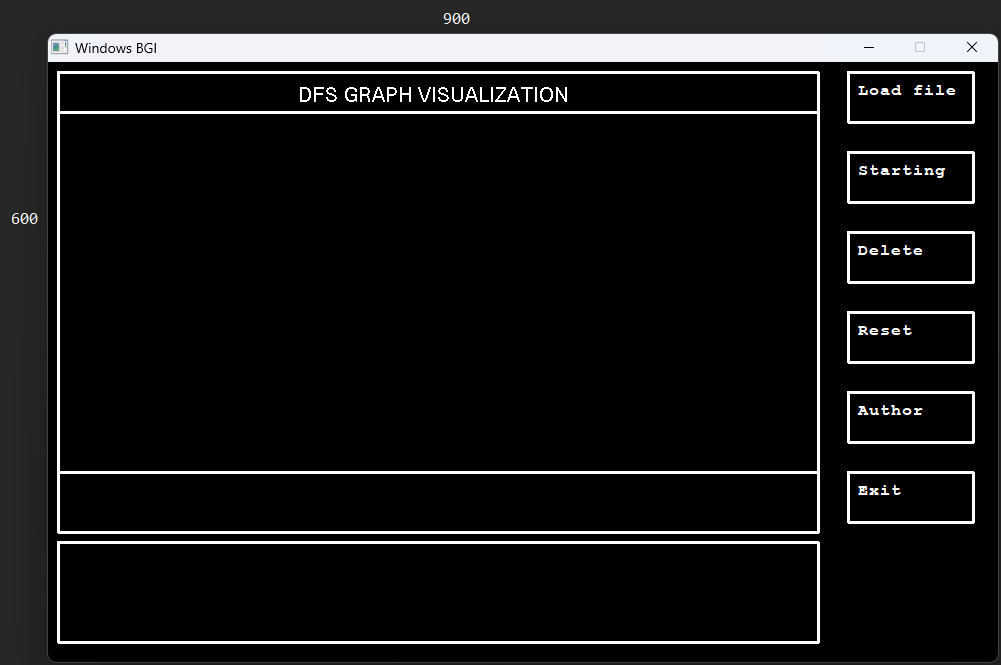 900
Windows BGI
DFS GRAPH VISUALIZATION
Load file
Starting
Delete
600
Reset
Author
Exit